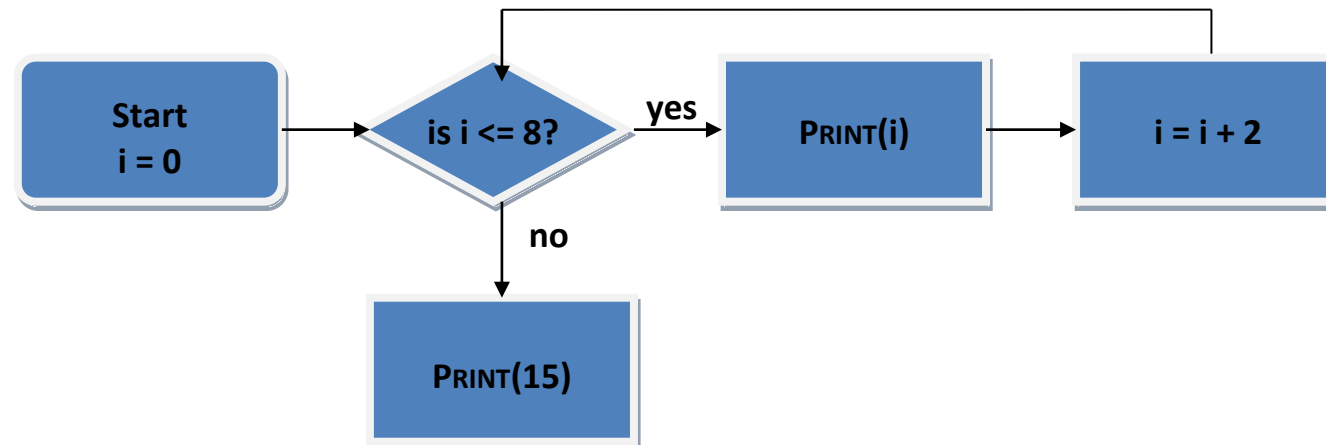 Start
i = 0
is i <= 8?
yes
PRINT(i)
i = i + 2
no
PRINT(15)